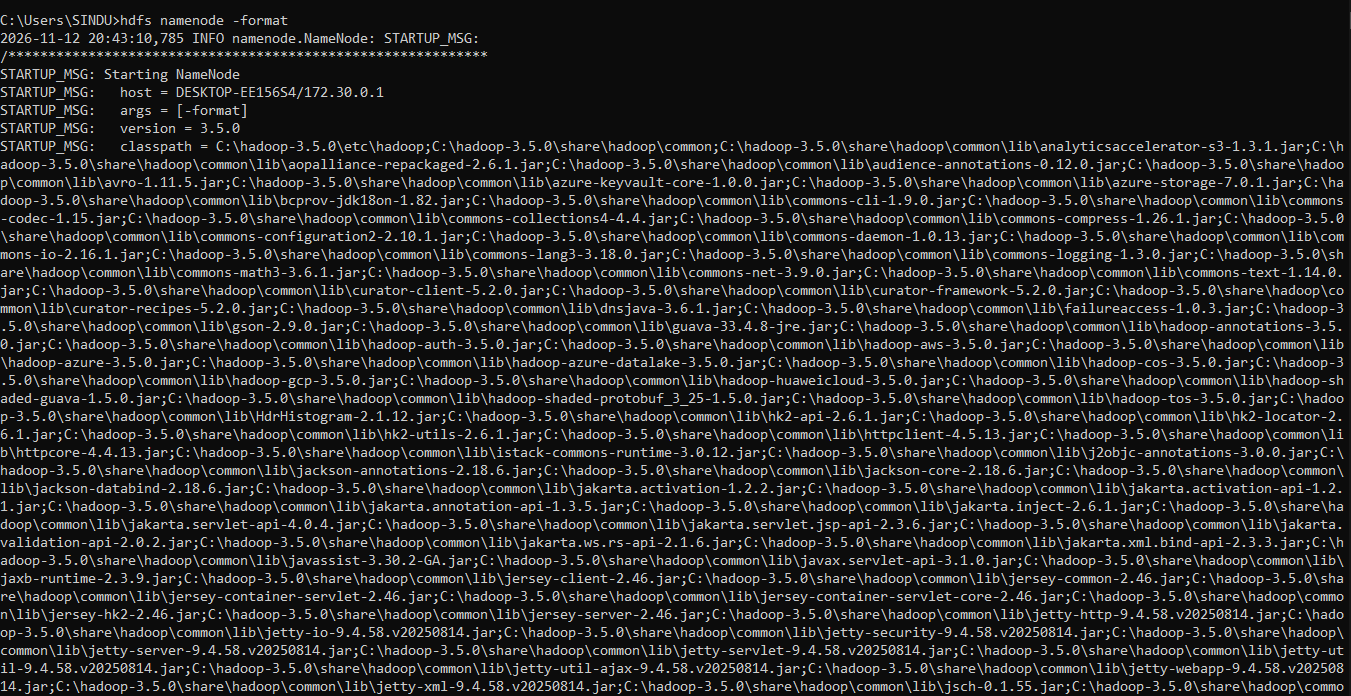 C:\Users\SINDU>hdfs namenode -format
2026-11-12 20:43:10,785 INFO namenode.NameNode: STARTUP_MSG:
/************************************************************
STARTUP_MSG: Starting NameNode
STARTUP_MSG:   host = DESKTOP-EE156S4/172.30.0.1
STARTUP_MSG:   args = [-format]
STARTUP_MSG:   version = 3.5.0
STARTUP_MSG:   classpath = C:\hadoop-3.5.0\etc\hadoop;C:\hadoop-3.5.0\share\hadoop\common;C:\hadoop-3.5.0\share\hadoop\common\lib\analyticsaccelerator-s3-1.3.1.jar;C:\h
adoop-3.5.0\share\hadoop\common\lib\aopalliance-repackaged-2.6.1.jar;C:\hadoop-3.5.0\share\hadoop\common\lib\audience-annotations-0.12.0.jar;C:\hadoop-3.5.0\share\hadoo
p\common\lib\avro-1.11.5.jar;C:\hadoop-3.5.0\share\hadoop\common\lib\azure-keyvault-core-1.0.0.jar;C:\hadoop-3.5.0\share\hadoop\common\lib\azure-storage-7.0.1.jar;C:\ha
doop-3.5.0\share\hadoop\common\lib\bcprov-jdk18on-1.82.jar;C:\hadoop-3.5.0\share\hadoop\common\lib\commons-cli-1.9.0.jar;C:\hadoop-3.5.0\share\hadoop\common\lib\commons
-codec-1.15.jar;C:\hadoop-3.5.0\share\hadoop\common\lib\commons-collections4-4.4.jar;C:\hadoop-3.5.0\share\hadoop\common\lib\commons-compress-1.26.1.jar;C:\hadoop-3.5.0
\share\hadoop\common\lib\commons-configuration2-2.10.1.jar;C:\hadoop-3.5.0\share\hadoop\common\lib\commons-daemon-1.0.13.jar;C:\hadoop-3.5.0\share\hadoop\common\lib\com
mons-io-2.16.1.jar;C:\hadoop-3.5.0\share\hadoop\common\lib\commons-lang3-3.18.0.jar;C:\hadoop-3.5.0\share\hadoop\common\lib\commons-logging-1.3.0.jar;C:\hadoop-3.5.0\sh
are\hadoop\common\lib\commons-math3-3.6.1.jar;C:\hadoop-3.5.0\share\hadoop\common\lib\commons-net-3.9.0.jar;C:\hadoop-3.5.0\share\hadoop\common\lib\commons-text-1.14.0.
jar;C:\hadoop-3.5.0\share\hadoop\common\lib\curator-client-5.2.0.jar;C:\hadoop-3.5.0\share\hadoop\common\lib\curator-framework-5.2.0.jar;C:\hadoop-3.5.0\share\hadoop\co
mmon\lib\curator-recipes-5.2.0.jar;C:\hadoop-3.5.0\share\hadoop\common\lib\dnsjava-3.6.1.jar;C:\hadoop-3.5.0\share\hadoop\common\lib\failureaccess-1.0.3.jar;C:\hadoop-3
.5.0\share\hadoop\common\lib\gson-2.9.0.jar;C:\hadoop-3.5.0\share\hadoop\common\lib\guava-33.4.8-jre.jar;C:\hadoop-3.5.0\share\hadoop\common\lib\hadoop-annotations-3.5.
0.jar;C:\hadoop-3.5.0\share\hadoop\common\lib\hadoop-auth-3.5.0.jar;C:\hadoop-3.5.0\share\hadoop\common\lib\hadoop-aws-3.5.0.jar;C:\hadoop-3.5.0\share\hadoop\common\lib
\hadoop-azure-3.5.0.jar;C:\hadoop-3.5.0\share\hadoop\common\lib\hadoop-azure-datalake-3.5.0.jar;C:\hadoop-3.5.0\share\hadoop\common\lib\hadoop-cos-3.5.0.jar;C:\hadoop-3
.5.0\share\hadoop\common\lib\hadoop-gcp-3.5.0.jar;C:\hadoop-3.5.0\share\hadoop\common\lib\hadoop-huaweicloud-3.5.0.jar;C:\hadoop-3.5.0\share\hadoop\common\lib\hadoop-sh
aded-guava-1.5.0.jar;C:\hadoop-3.5.0\share\hadoop\common\lib\hadoop-shaded-protobuf_3_25-1.5.0.jar;C:\hadoop-3.5.0\share\hadoop\common\lib\hadoop-tos-3.5.0.jar;C:\hadoo
p-3.5.0\share\hadoop\common\lib\HdrHistogram-2.1.12.jar;C:\hadoop-3.5.0\share\hadoop\common\lib\hk2-api-2.6.1.jar;C:\hadoop-3.5.0\share\hadoop\common\lib\hk2-locator-2.
6.1.jar;C:\hadoop-3.5.0\share\hadoop\common\lib\hk2-utils-2.6.1.jar;C:\hadoop-3.5.0\share\hadoop\common\lib\httpclient-4.5.13.jar;C:\hadoop-3.5.0\share\hadoop\common\li
b\httpcore-4.4.13.jar;C:\hadoop-3.5.0\share\hadoop\common\lib\istack-commons-runtime-3.0.12.jar;C:\hadoop-3.5.0\share\hadoop\common\lib\j2objc-annotations-3.0.0.jar;C:\
hadoop-3.5.0\share\hadoop\common\lib\jackson-annotations-2.18.6.jar;C:\hadoop-3.5.0\share\hadoop\common\lib\jackson-core-2.18.6.jar;C:\hadoop-3.5.0\share\hadoop\common\
lib\jackson-databind-2.18.6.jar;C:\hadoop-3.5.0\share\hadoop\common\lib\jakarta.activation-1.2.2.jar;C:\hadoop-3.5.0\share\hadoop\common\lib\jakarta.activation-api-1.2.
1.jar;C:\hadoop-3.5.0\share\hadoop\common\lib\jakarta.annotation-api-1.3.5.jar;C:\hadoop-3.5.0\share\hadoop\common\lib\jakarta.inject-2.6.1.jar;C:\hadoop-3.5.0\share\ha
doop\common\lib\jakarta.servlet-api-4.0.4.jar;C:\hadoop-3.5.0\share\hadoop\common\lib\jakarta.servlet.jsp-api-2.3.6.jar;C:\hadoop-3.5.0\share\hadoop\common\lib\jakarta.
validation-api-2.0.2.jar;C:\hadoop-3.5.0\share\hadoop\common\lib\jakarta.ws.rs-api-2.1.6.jar;C:\hadoop-3.5.0\share\hadoop\common\lib\jakarta.xml.bind-api-2.3.3.jar;C:\h
adoop-3.5.0\share\hadoop\common\lib\javassist-3.30.2-GA.jar;C:\hadoop-3.5.0\share\hadoop\common\lib\javax.servlet-api-3.1.0.jar;C:\hadoop-3.5.0\share\hadoop\common\lib\
jaxb-runtime-2.3.9.jar;C:\hadoop-3.5.0\share\hadoop\common\lib\jersey-client-2.46.jar;C:\hadoop-3.5.0\share\hadoop\common\lib\jersey-common-2.46.jar;C:\hadoop-3.5.0\sha
re\hadoop\common\lib\jersey-container-servlet-2.46.jar;C:\hadoop-3.5.0\share\hadoop\common\lib\jersey-container-servlet-core-2.46.jar;C:\hadoop-3.5.0\share\hadoop\commo
n\lib\jersey-hk2-2.46.jar;C:\hadoop-3.5.0\share\hadoop\common\lib\jersey-server-2.46.jar;C:\hadoop-3.5.0\share\hadoop\common\lib\jetty-http-9.4.58.v20250814.jar;C:\hado
op-3.5.0\share\hadoop\common\lib\jetty-io-9.4.58.v20250814.jar;C:\hadoop-3.5.0\share\hadoop\common\lib\jetty-security-9.4.58.v20250814.jar;C:\hadoop-3.5.0\share\hadoop\
common\lib\jetty-server-9.4.58.v20250814.jar;C:\hadoop-3.5.0\share\hadoop\common\lib\jetty-servlet-9.4.58.v20250814.jar;C:\hadoop-3.5.0\share\hadoop\common\lib\jetty-ut
il-9.4.58.v20250814.jar;C:\hadoop-3.5.0\share\hadoop\common\lib\jetty-util-ajax-9.4.58.v20250814.jar;C:\hadoop-3.5.0\share\hadoop\common\lib\jetty-webapp-9.4.58.v202508
14.jar;C:\hadoop-3.5.0\share\hadoop\common\lib\jetty-xml-9.4.58.v20250814.jar;C:\hadoop-3.5.0\share\hadoop\common\lib\jsch-0.1.55.jar;C:\hadoop-3.5.0\share\hadoop\commo